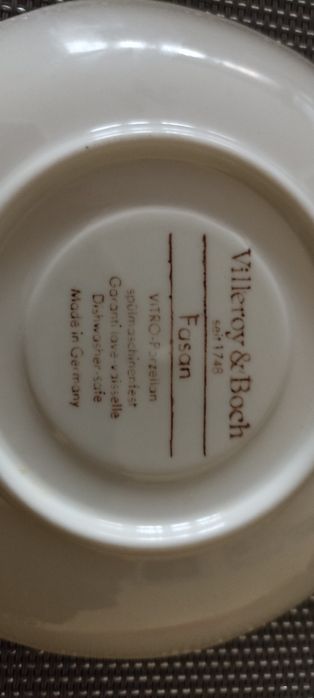 Villeroy & Boch
seit 1748
Fasan
VITRO-Porzellan
spülmaschinenfest
Garanti lave-vaisselle
Dishwasher-safe
Made in Germany